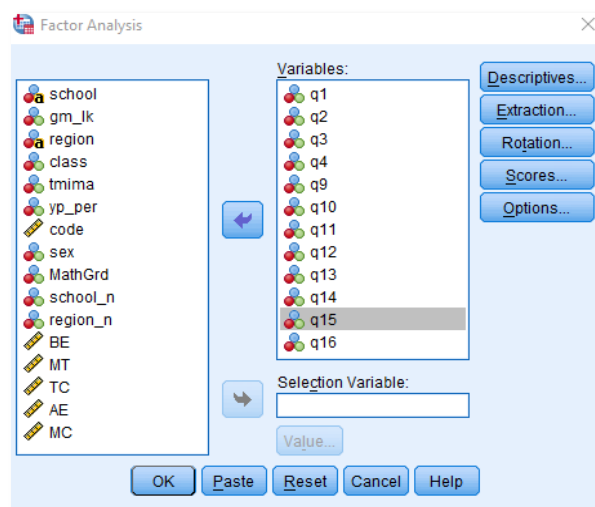 Factor Analysis
school
gm_lk
region
class
tmima
yp_per
code
sex
MathGrd
school_n
region_n
BE
MT
TC
AE
MC
Variables:
q1
q2
q3
q4
q9
q10
q11
q12
q13
q14
q15
q16
Selection Variable:
Value...
Descriptives...
Extraction...
Rotation...
Scores...
Options...
OK Paste Reset Cancel Help